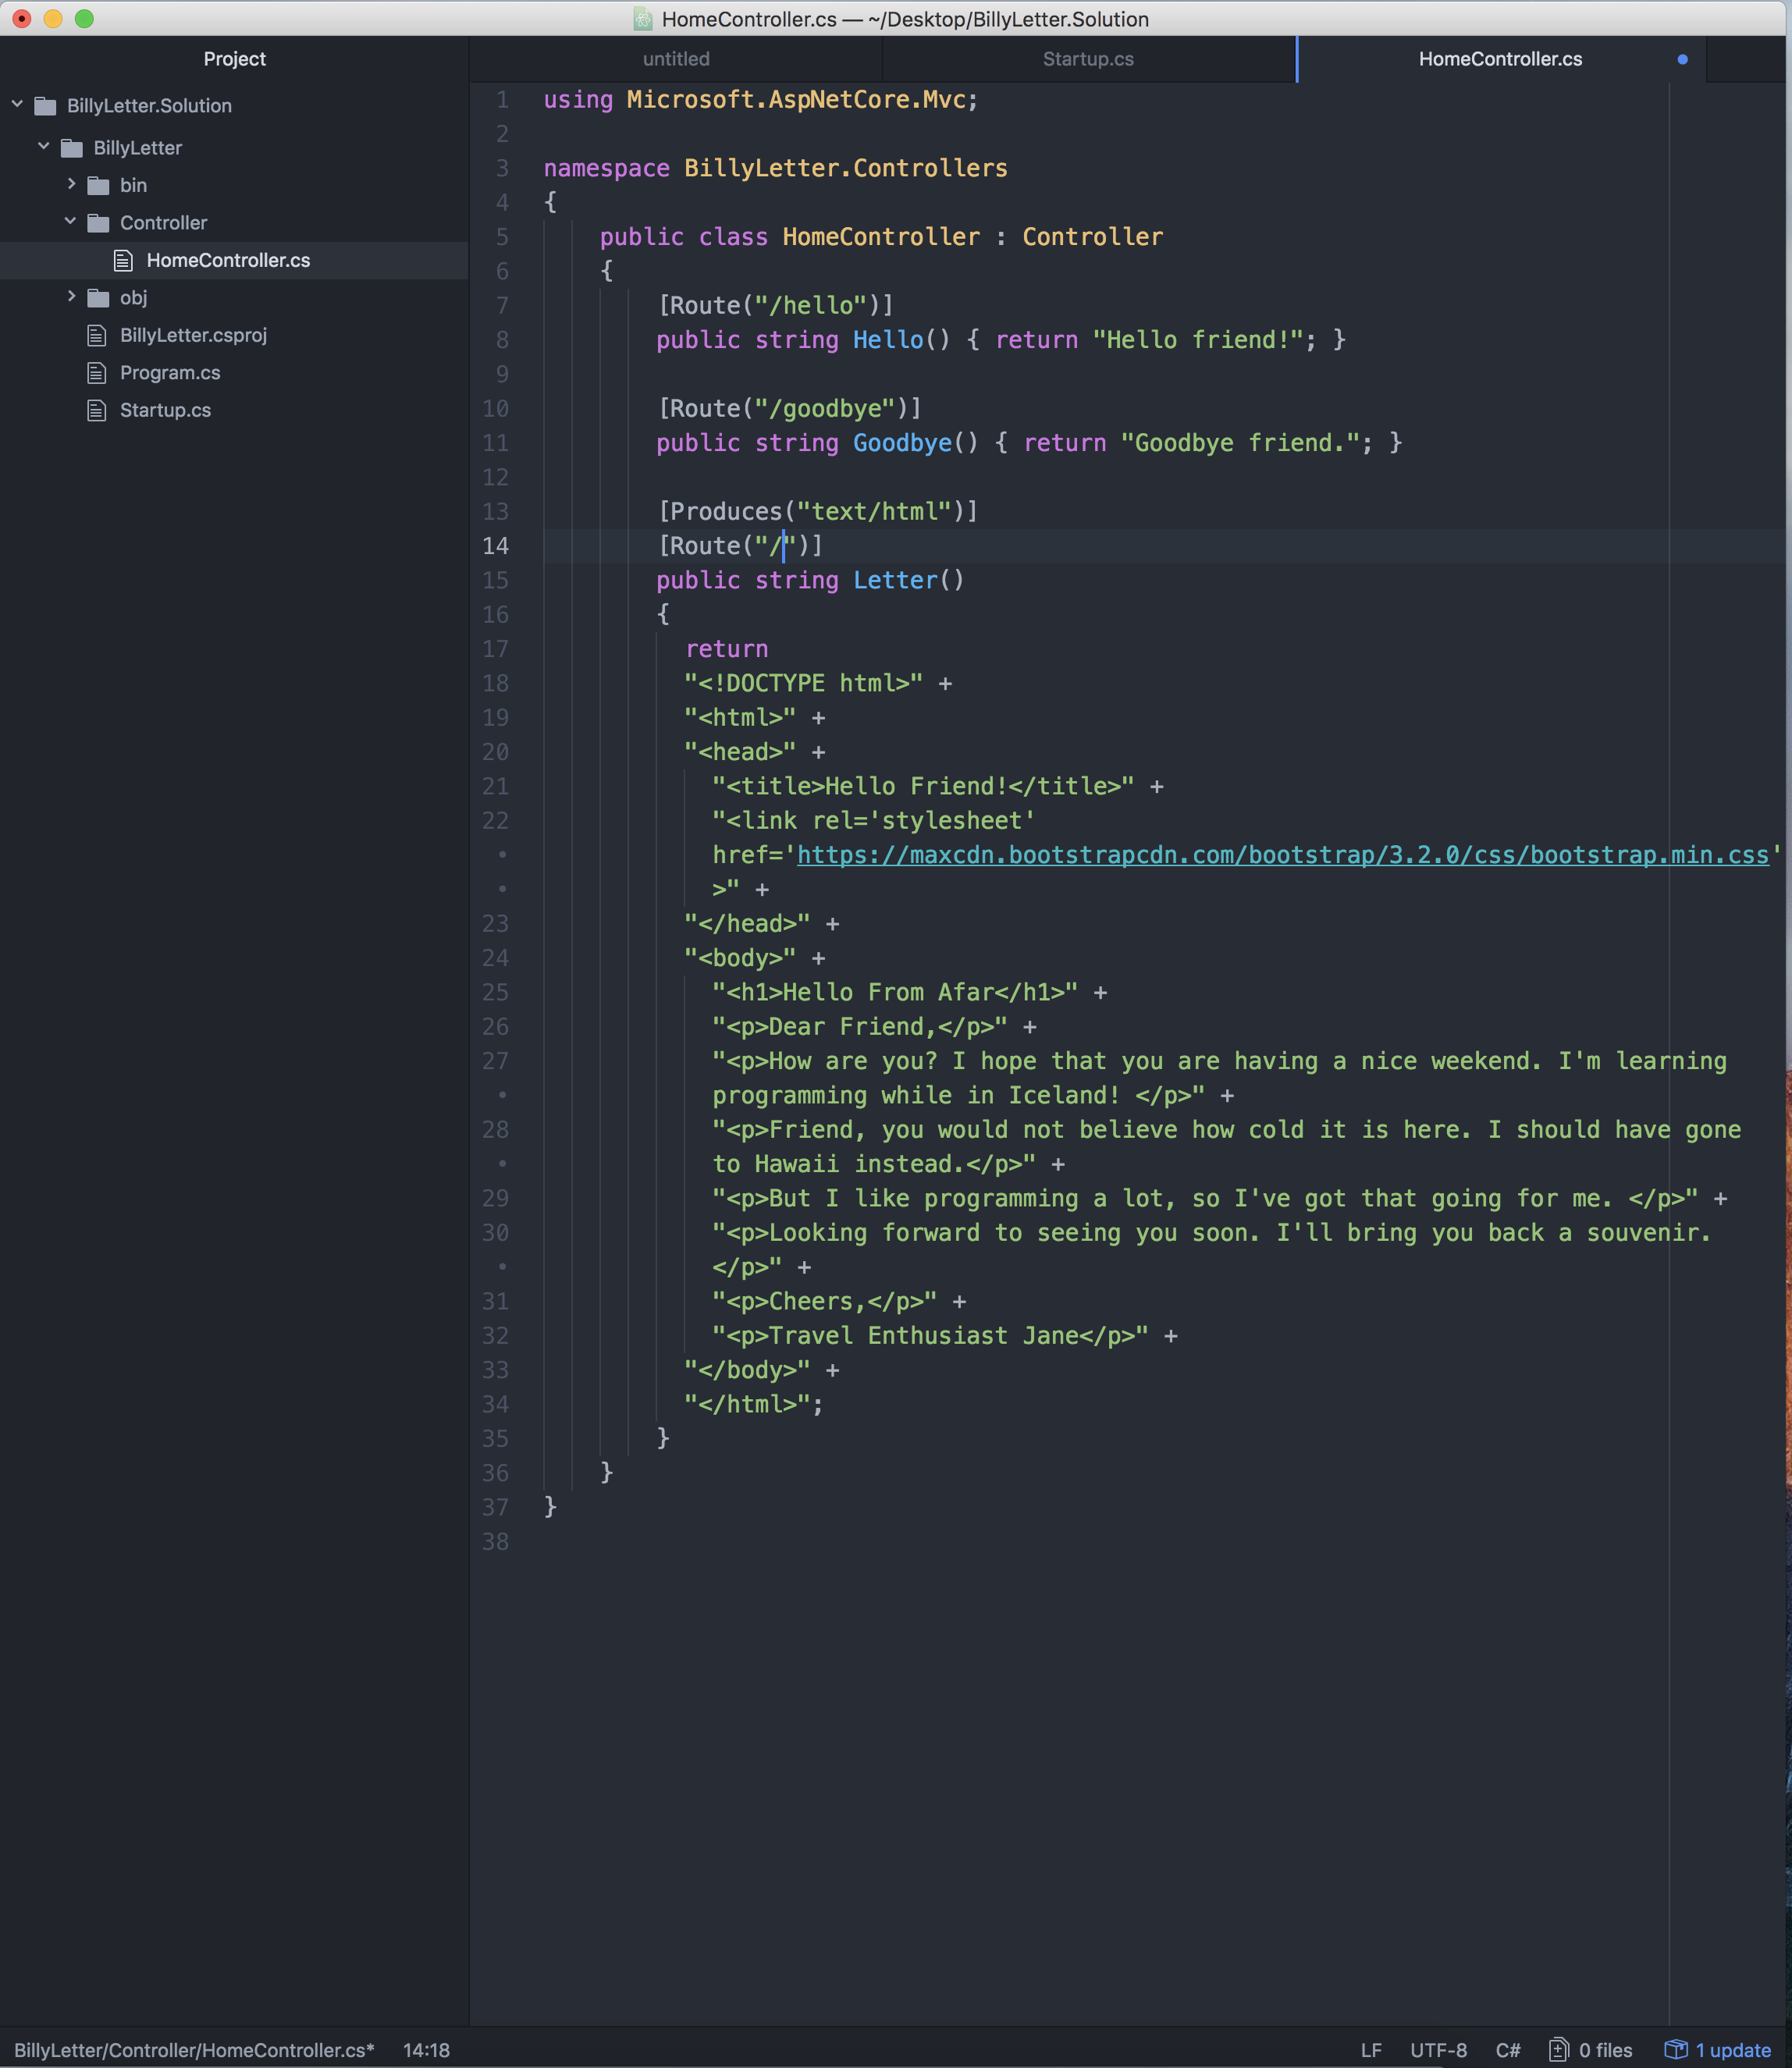 HomeController.cs — ~/Desktop/BillyLetter.Solution
Project
untitled
Startup.cs
HomeController.cs
BillyLetter.Solution
BillyLetter
bin
Controller
HomeController.cs
obj
BillyLetter.csproj
Program.cs
Startup.cs
1 using Microsoft.AspNetCore.Mvc;
2
3 namespace BillyLetter.Controllers
4 {
5 public class HomeController : Controller
6 {
7 [Route("/hello")]
8 public string Hello() { return "Hello friend!"; }
9
10 [Route("/goodbye")]
11 public string Goodbye() { return "Goodbye friend."; }
12
13 [Produces("text/html")]
14 [Route("/")]
15 public string Letter()
16 {
17 return
18 "<!DOCTYPE html>" +
19 "<html>" +
20 "<head>" +
21 "<title>Hello Friend!</title>" +
22 "<link rel='stylesheet'
• href='https://maxcdn.bootstrapcdn.com/bootstrap/3.2.0/css/bootstrap.min.css'
• >" +
23 "</head>" +
24 "<body>" +
25 "<h1>Hello From Afar</h1>" +
26 "<p>Dear Friend,</p>" +
27 "<p>How are you? I hope that you are having a nice weekend. I'm learning
• programming while in Iceland! </p>" +
28 "<p>Friend, you would not believe how cold it is here. I should have gone
• to Hawaii instead.</p>" +
29 "<p>But I like programming a lot, so I've got that going for me. </p>" +
30 "<p>Looking forward to seeing you soon. I'll bring you back a souvenir.
• </p>" +
31 "<p>Cheers,</p>" +
32 "<p>Travel Enthusiast Jane</p>" +
33 "</body>" +
34 "</html>";
35 }
36 }
37 }
38
BillyLetter/Controller/HomeController.cs* 14:18 LF UTF-8 C# 0 files 1 update